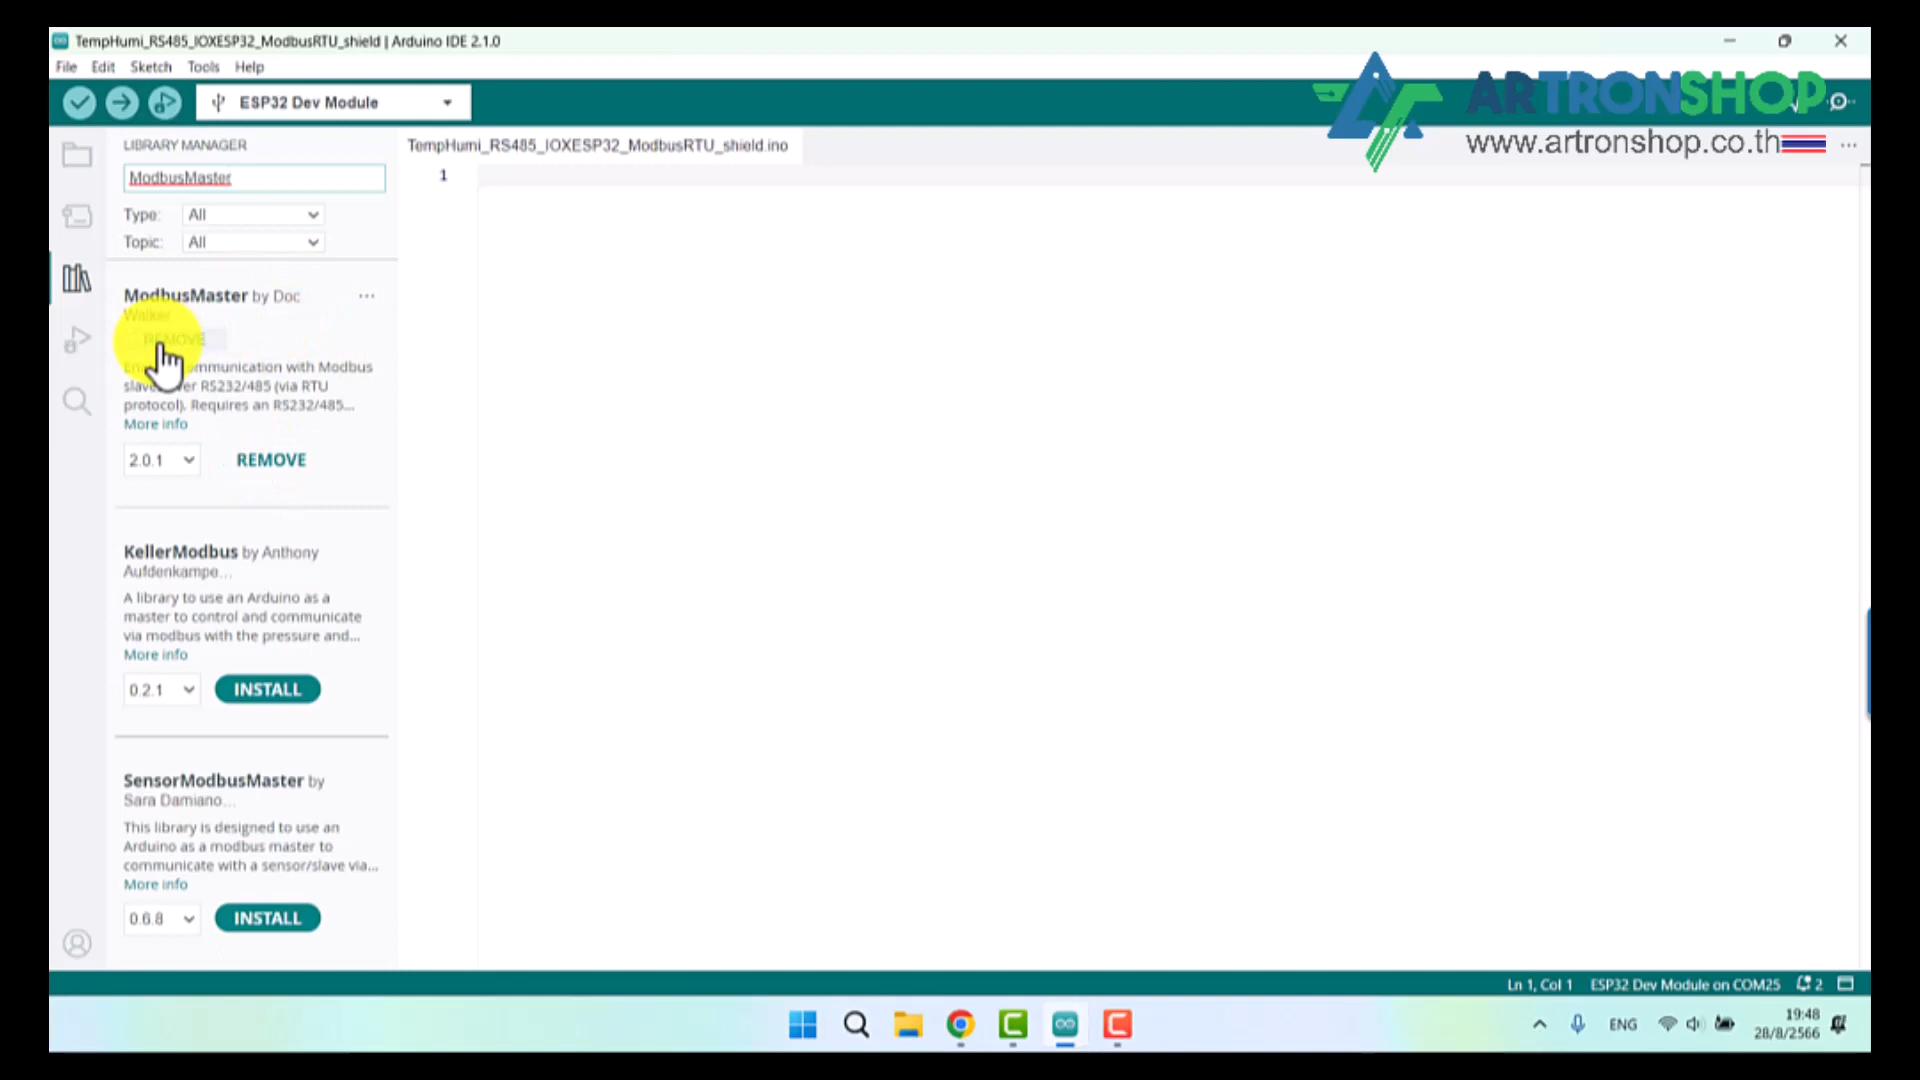 TempHumi_RS485_IOXESP32_ModbusRTU_shield | Arduino IDE 2.1.0
File Edit Sketch Tools Help
ESP32 Dev Module
ARTRONSHOP
www.artronshop.co.th
LIBRARY MANAGER
TempHumi_RS485_IOXESP32_ModbusRTU_shield.ino
ModbusMaster
1
Type: All
Topic: All
ModbusMaster by Doc
Walker
REMOVE
communication with Modbus
RS232/485 (via RTU
protocol). Requires an RS232/485...
More info
2.0.1 REMOVE
KellerModbus by Anthony
Aufdenkampe...
A library to use an Arduino as a
master to control and communicate
via modbus with the pressure and...
More info
0.2.1 INSTALL
SensorModbusMaster by
Sara Damiano...
This library is designed to use an
Arduino as a modbus master to
communicate with a sensor/slave via...
More info
0.6.8 INSTALL
Ln 1, Col 1 ESP32 Dev Module on COM25 2
ENG
19:48
28/8/2566